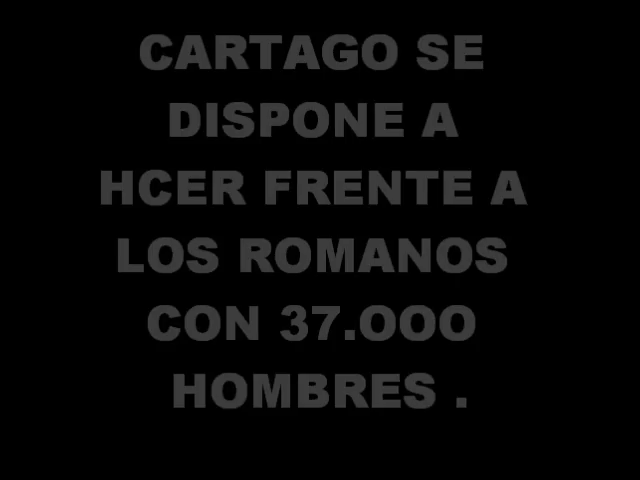 CARTAGO SE
DISPONE A
HCER FRENTE A
LOS ROMANOS
CON 37.OOO
HOMBRES .